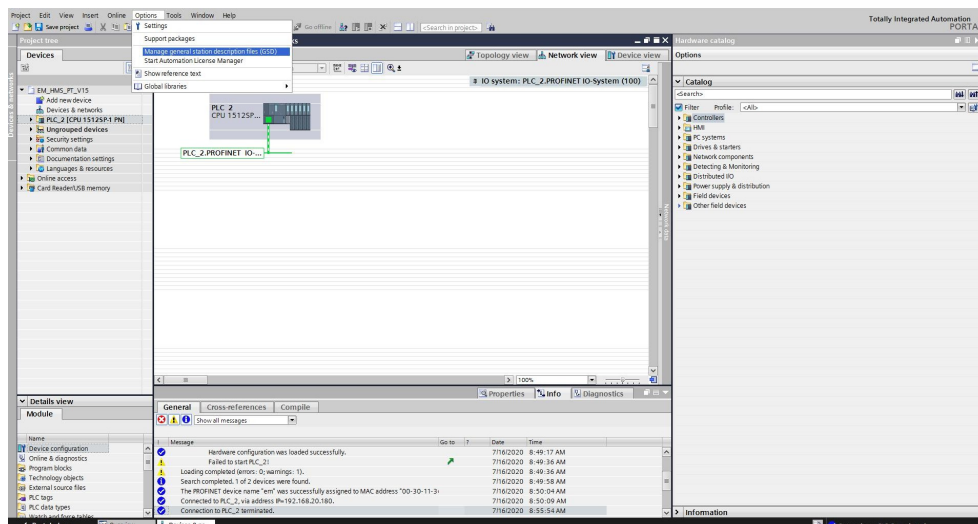 Project Edit View Insert Online Options Tools Window Help
Totally Integrated Automation
PORTAL
Save project
Go offline
<Search in project>
Settings
Support packages
Manage general station description files (GSD)
Start Automation License Manager
Show reference text
Global libraries
Project tree
Devices
EM_HMS_PT_V15
Add new device
Devices & networks
PLC_2 [CPU 1512SP-1 PN]
Ungrouped devices
Security settings
Common data
Documentation settings
Languages & resources
Online access
Card Reader/USB memory
Devices & networks
Topology view
Network view
Device view
IO system: PLC_2.PROFINET IO-System (100)
PLC 2
CPU 1512SP...
PLC_2.PROFINET IO-...
100%
Hardware catalog
Options
Catalog
<Search>
Filter Profile: <All>
Controllers
HMI
PC systems
Drives & starters
Network components
Detecting & Monitoring
Distributed I/O
Power supply & distribution
Field devices
Other field devices
Information
Details view
Module
Name
Device configuration
Online & diagnostics
Program blocks
Technology objects
External source files
PLC tags
PLC data types
Watch and force tables
Properties
Info
Diagnostics
General
Cross-references
Compile
Show all messages
! Message Go to ? Date Time
Hardware configuration was loaded successfully. 7/16/2020 8:49:17 AM
Failed to start PLC_2! 7/16/2020 8:49:36 AM
Loading completed (errors: 0; warnings: 1). 7/16/2020 8:49:36 AM
Search completed. 1 of 2 devices were found. 7/16/2020 8:49:58 AM
The PROFINET device name "em" was successfully assigned to MAC address "00-30-11-3 7/16/2020 8:50:04 AM
Connected to PLC_2, via address IP=192.168.20.180. 7/16/2020 8:50:09 AM
Connection to PLC_2 terminated. 7/16/2020 8:55:54 AM